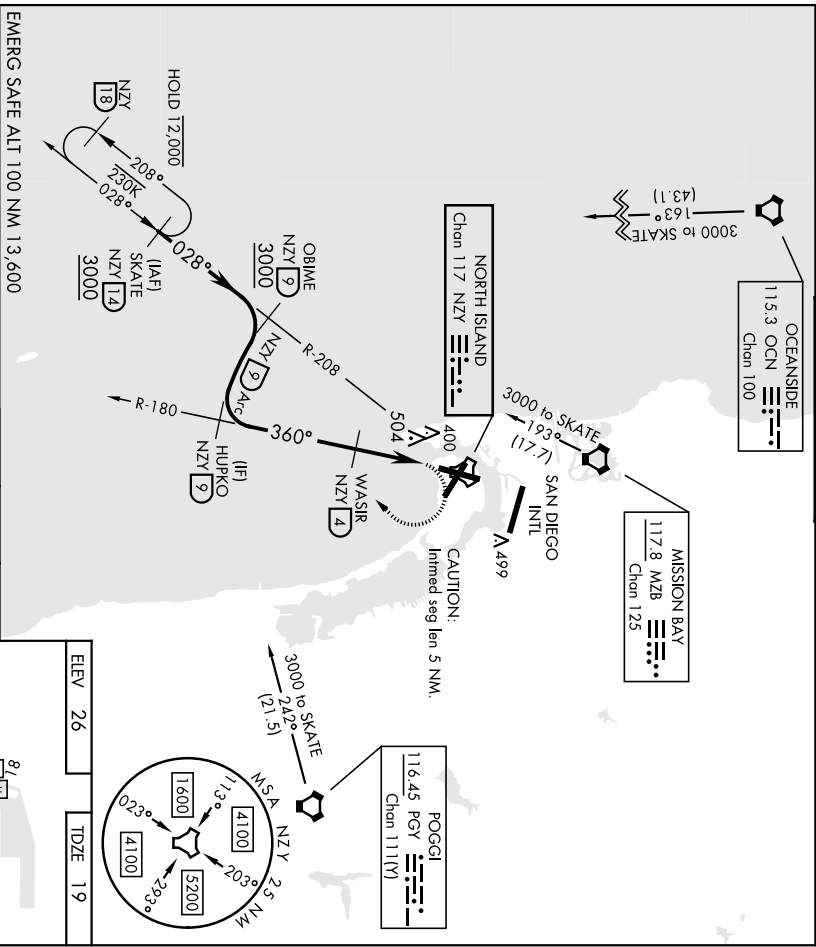 EMERG SAFE ALT 100 NM 13,600
OCEANSIDE
115.3 OCN
Chan 100
3000 to SKATE
163°
(43.1)
MISSION BAY
117.8 MZB
Chan 125
3000 to SKATE
193°
(17.7)
SAN DIEGO
INTL
499
NORTH ISLAND
Chan 117 NZY
400
504
CAUTION:
Intmed seg len 5 NM.
HOLD 12,000
NZY
18
208°
230K
028°
(IAF)
SKATE
NZY 14
3000
028°
OBIME
NZY 9
3000
R-208
NZY 9 Arc
R-180
(IF)
HUPKO
NZY 9
360°
WASIR
NZY 4
POGGI
116.45 PGY
Chan 111(Y)
3000 to SKATE
242°
(21.5)
MSA NZY 25 NM
113°
4100
203°
1600
5200
023°
4100
293°
ELEV 26
TDZE 19
18